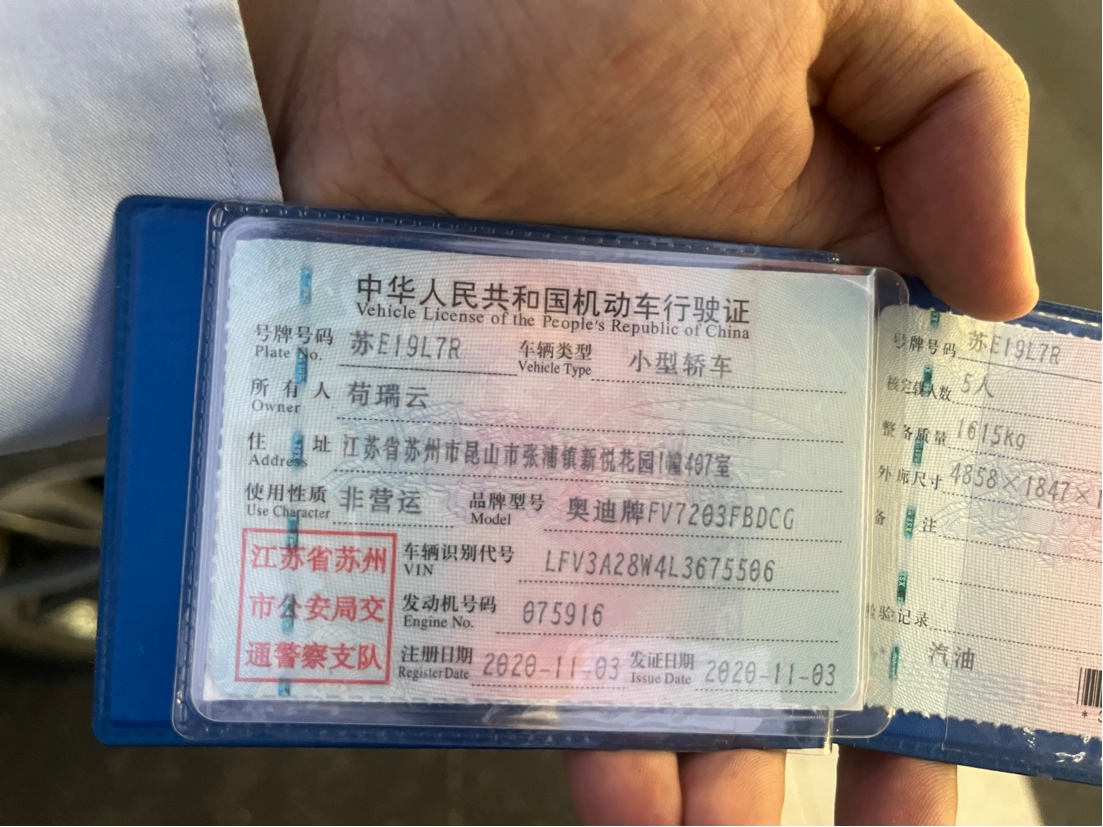 中华人民共和国机动车行驶证
Vehicle License of the People's Republic of China
号牌号码 苏E19L7R 车辆类型 小型轿车
Plate No. Vehicle Type
所有人 苟瑞云
Owner
住址 江苏省苏州市昆山市张浦镇新悦花园1幢407室
Address
使用性质 非营运 品牌型号 奥迪牌FV7203FBDCG
Use Character Model
江苏省苏州
市公安局交
通警察支队
车辆识别代号 LFV3A28W4L3675506
VIN
发动机号码 075916
Engine No.
注册日期 2020-11-03 发证日期 2020-11-03
Register Date Issue Date
号牌号码 苏E19L7R
核定载人数 5人
整备质量 1615kg
外廓尺寸 4858×1847×1
备注
检验记录
汽油